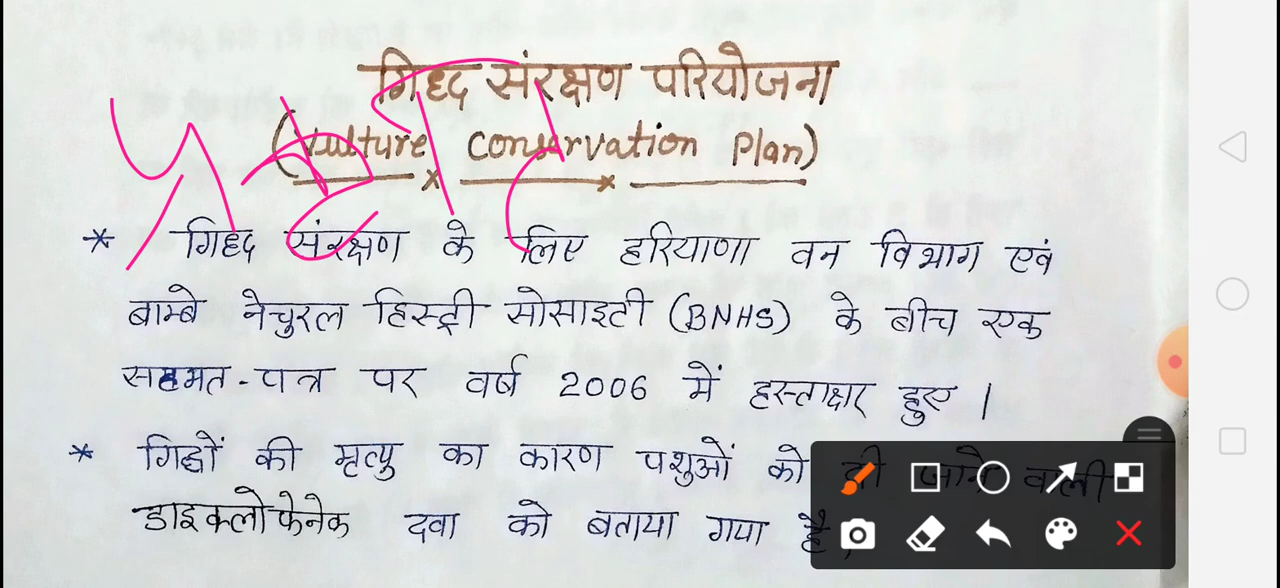 गिध्द संरक्षण परियोजना
(Vulture Conservation Plan)
* गिध्द संरक्षण के लिए हरियाणा वन विभाग एवं
बाम्बे नेचुरल हिस्ट्री सोसाइटी (BNHS) के बीच एक
सहमत-पत्र पर वर्ष 2006 में हस्ताक्षर हुए।
* गिद्धों की मृत्यु का कारण पशुओं को दी जाने वाली
डाइक्लोफेनेक दवा को बताया गया है,